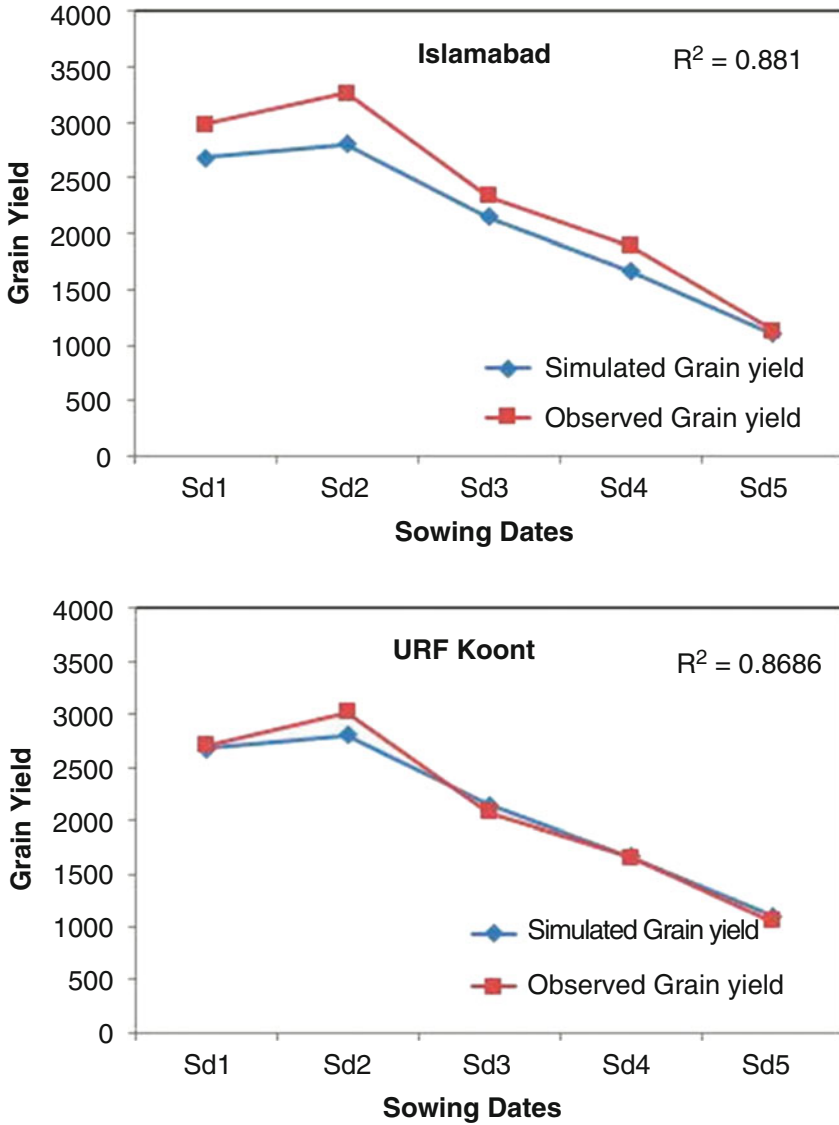 4000
Islamabad
R² = 0.881
3500
3000
2500
2000
1500
1000
500
0
Grain Yield
Simulated Grain yield
Observed Grain yield
Sd1 Sd2 Sd3 Sd4 Sd5
Sowing Dates
4000
URF Koont
R² = 0.8686
3500
3000
2500
2000
1500
1000
500
0
Grain Yield
Simulated Grain yield
Observed Grain yield
Sd1 Sd2 Sd3 Sd4 Sd5
Sowing Dates